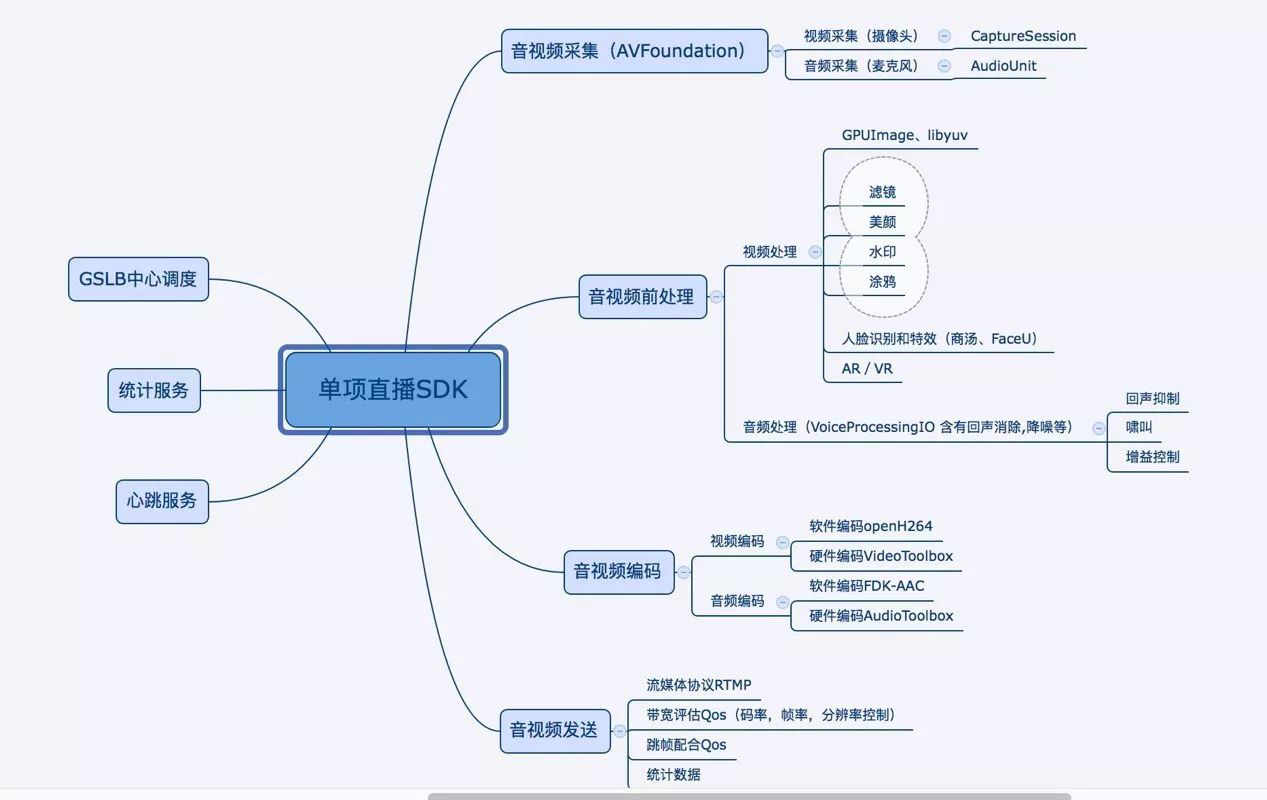 音视频采集（AVFoundation）
视频采集（摄像头）
CaptureSession
音频采集（麦克风）
AudioUnit
GPUImage、libyuv
滤镜
美颜
视频处理
水印
涂鸦
GSLB中心调度
音视频前处理
人脸识别和特效（商汤、FaceU）
AR / VR
统计服务
单项直播SDK
回声抑制
音频处理（VoiceProcessingIO 含有回声消除,降噪等）
啸叫
增益控制
心跳服务
音视频编码
视频编码
软件编码openH264
硬件编码VideoToolbox
音频编码
软件编码FDK-AAC
硬件编码AudioToolbox
音视频发送
流媒体协议RTMP
带宽评估Qos（码率，帧率，分辨率控制）
跳帧配合Qos
统计数据